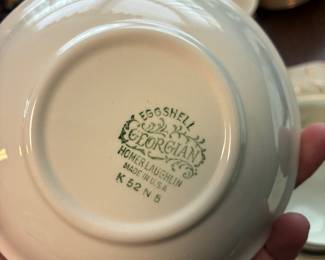 EGGSHELL
GEORGIAN
HOMER LAUGHLIN
MADE IN U.S.A.
K 52 N 5